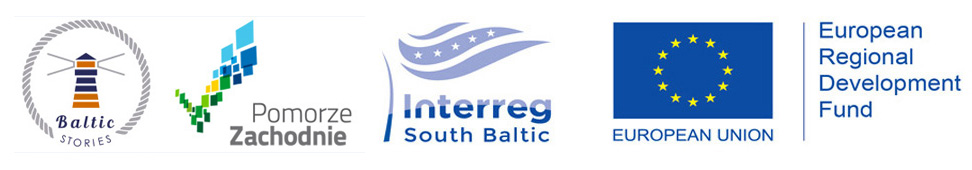 Baltic
STORIES
Pomorze
Zachodnie
Interreg
South Baltic
EUROPEAN UNION
European
Regional
Development
Fund